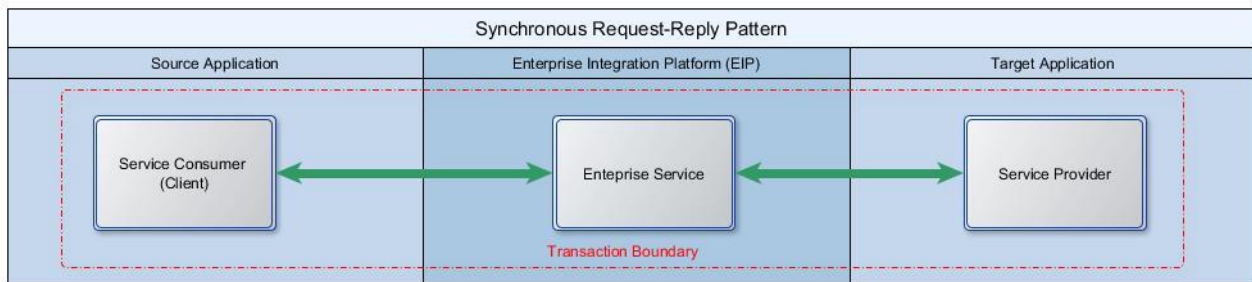 Synchronous Request-Reply Pattern
Source Application
Enterprise Integration Platform (EIP)
Target Application
Service Consumer
(Client)
Enteprise Service
Service Provider
Transaction Boundary